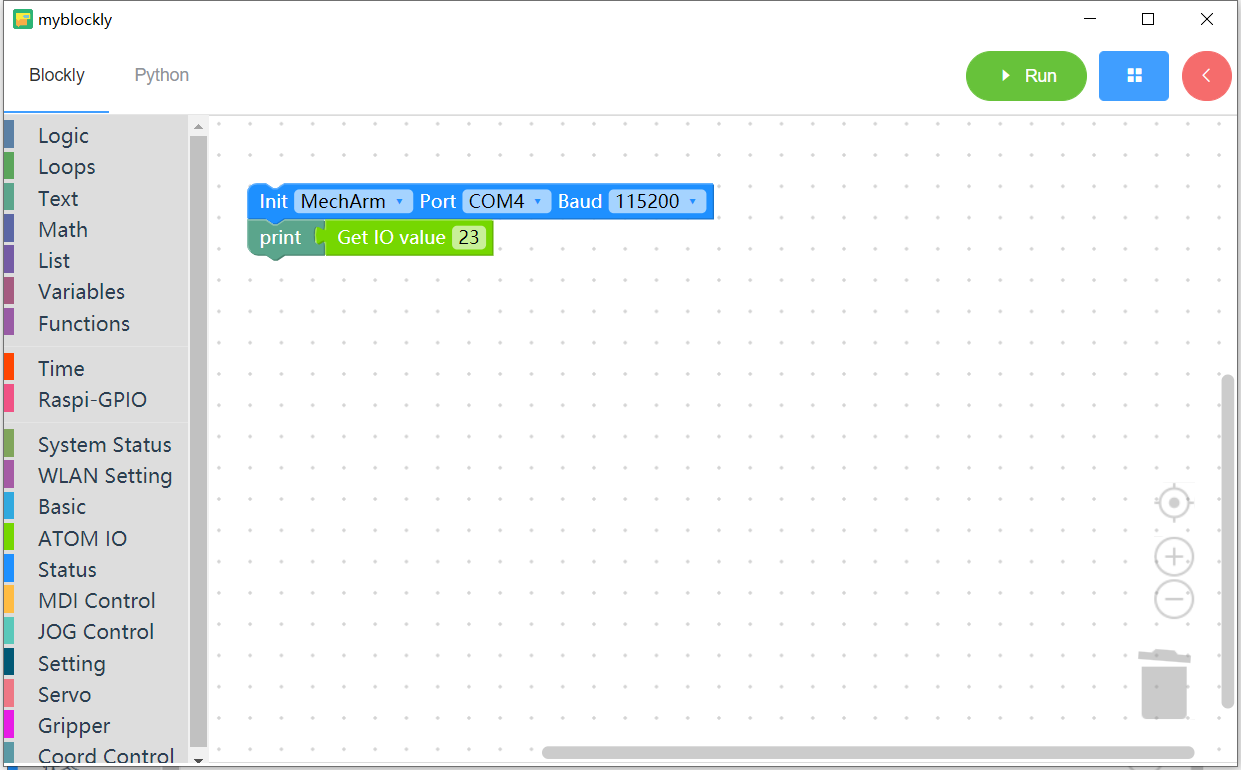 myblockly
Blockly Python Run
Logic
Loops
Text
Math
List
Variables
Functions
Time
Raspi-GPIO
System Status
WLAN Setting
Basic
ATOM IO
Status
MDI Control
JOG Control
Setting
Servo
Gripper
Coord Control
Init MechArm Port COM4 Baud 115200
print Get IO value 23